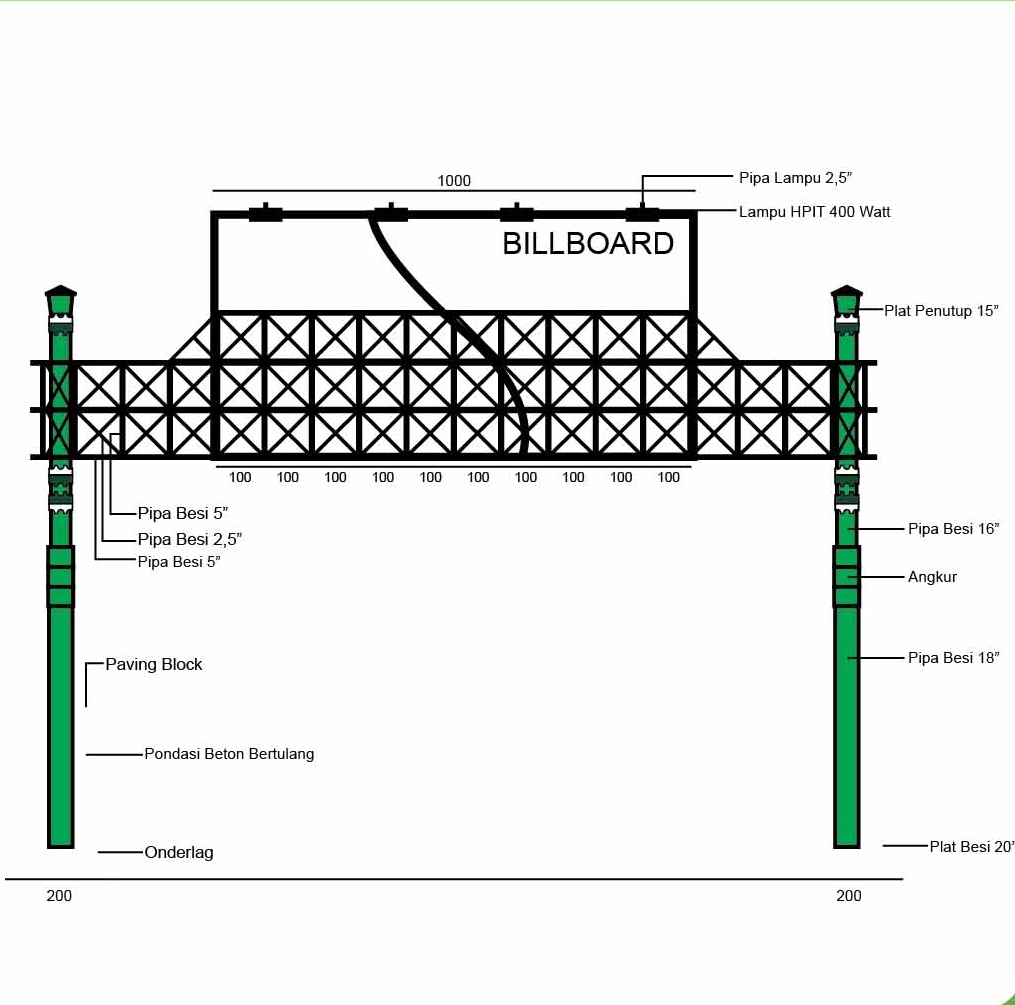 1000
Pipa Lampu 2,5”
Lampu HPIT 400 Watt
BILLBOARD
Plat Penutup 15”
100 100 100 100 100 100 100 100 100 100
Pipa Besi 5”
Pipa Besi 2,5”
Pipa Besi 5”
Pipa Besi 16”
Angkur
Pipa Besi 18”
Paving Block
Pondasi Beton Bertulang
Onderlag
Plat Besi 20”
200
200